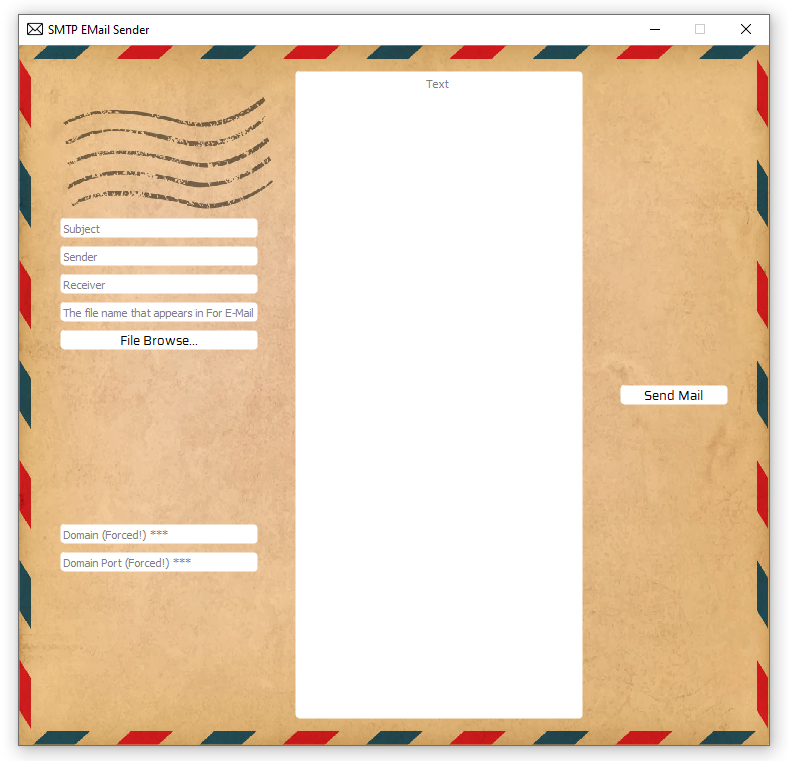 SMTP EMail Sender
Text
Subject
Sender
Receiver
The file name that appears in For E-Mail
File Browse...
Send Mail
Domain (Forced!) ***
Domain Port (Forced!) ***